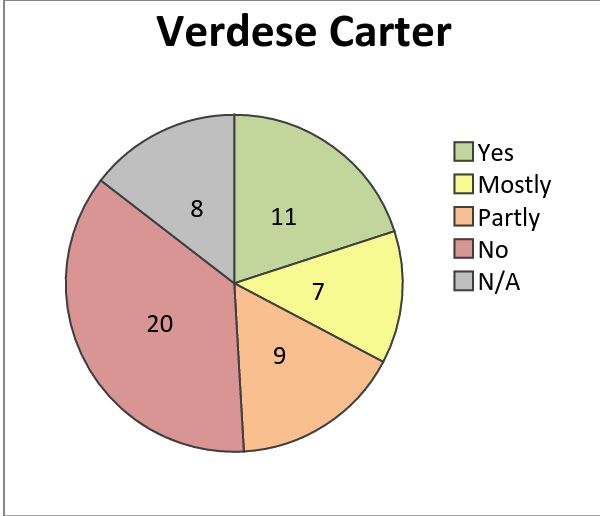 Verdese Carter
Yes
Mostly
Partly
No
N/A
11
7
9
20
8